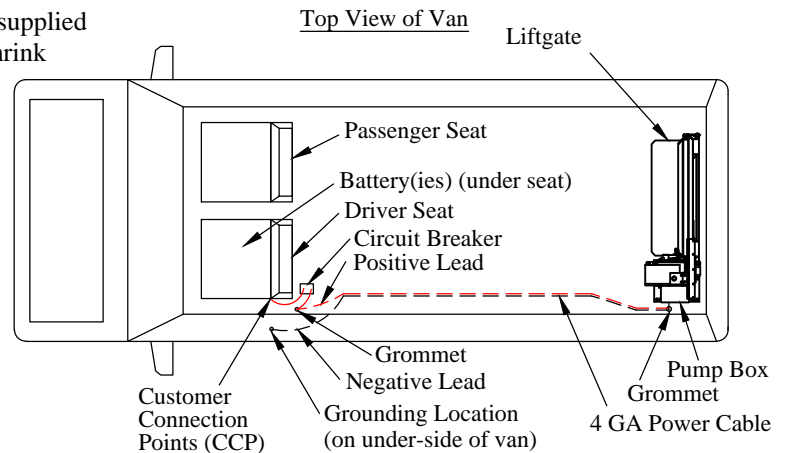 supplied
hrink
Top View of Van
Liftgate
Passenger Seat
Battery(ies) (under seat)
Driver Seat
Circuit Breaker
Positive Lead
Grommet
Negative Lead
Grounding Location
(on under-side of van)
Customer
Connection
Points (CCP)
Pump Box
Grommet
4 GA Power Cable